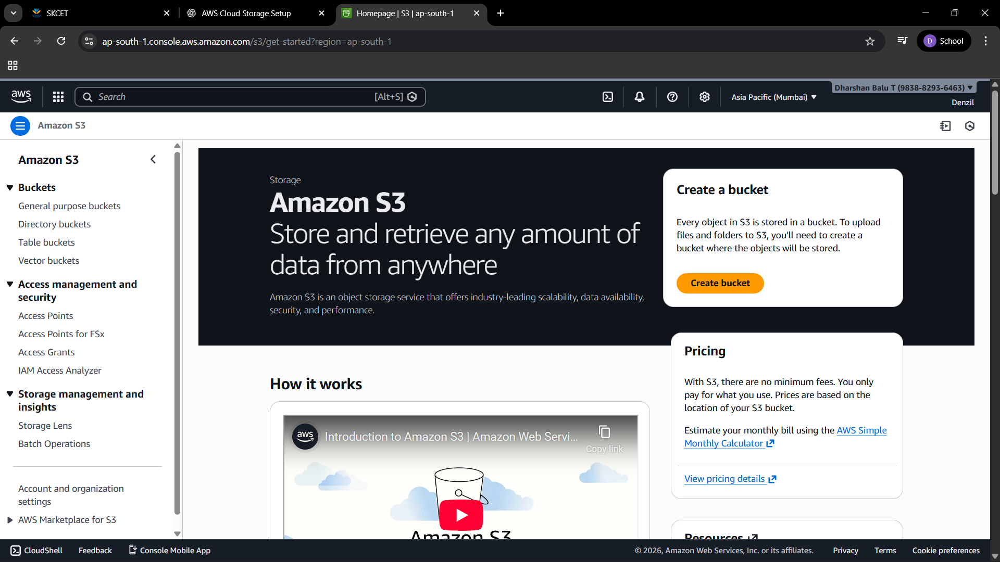 SKCET
AWS Cloud Storage Setup
Homepage | S3 | ap-south-1
ap-south-1.console.aws.amazon.com/s3/get-started?region=ap-south-1
D School
aws
Search
[Alt+S]
Asia Pacific (Mumbai)
Dharshan Balu T (9838-8293-6463)
Denzil
Amazon S3
Amazon S3
Buckets
General purpose buckets
Directory buckets
Table buckets
Vector buckets
Access management and
security
Access Points
Access Points for FSx
Access Grants
IAM Access Analyzer
Storage management and
insights
Storage Lens
Batch Operations
Account and organization
settings
AWS Marketplace for S3
Storage
Amazon S3
Store and retrieve any amount of
data from anywhere
Amazon S3 is an object storage service that offers industry-leading scalability, data availability,
security, and performance.
Create a bucket
Every object in S3 is stored in a bucket. To upload
files and folders to S3, you'll need to create a
bucket where the objects will be stored.
Create bucket
Pricing
With S3, there are no minimum fees. You only
pay for what you use. Prices are based on the
location of your S3 bucket.
Estimate your monthly bill using the AWS Simple
Monthly Calculator
View pricing details
Resources
How it works
aws
Introduction to Amazon S3 | Amazon Web Servi...
Copy link
Amazon S3
CloudShell
Feedback
Console Mobile App
© 2026, Amazon Web Services, Inc. or its affiliates.
Privacy
Terms
Cookie preferences